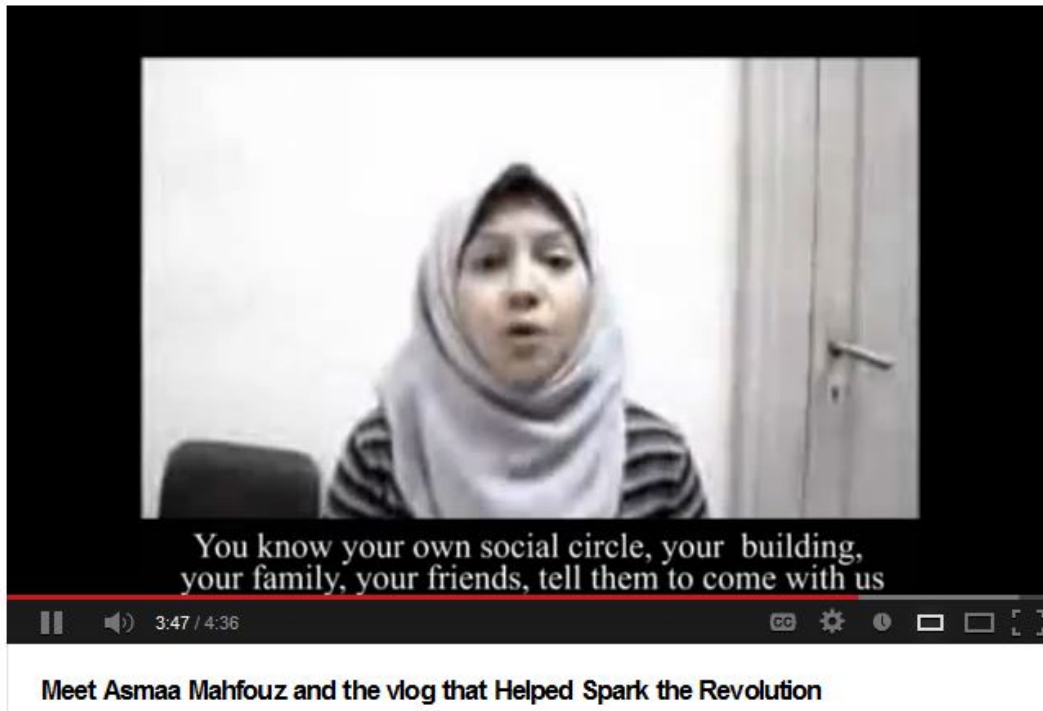 You know your own social circle, your building,
your family, your friends, tell them to come with us
3:47 / 4:36
CC
Meet Asmaa Mahfouz and the vlog that Helped Spark the Revolution